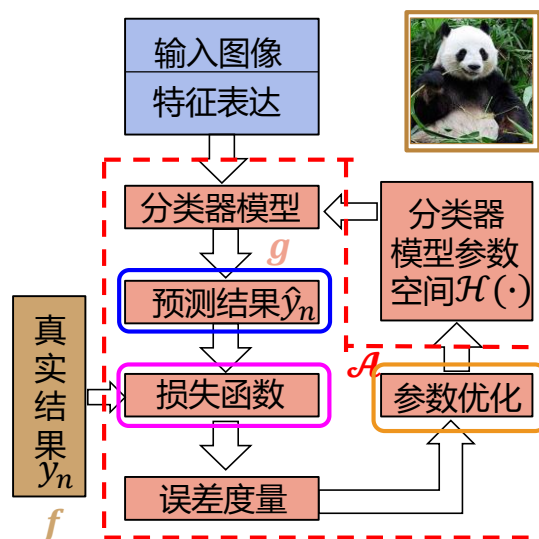 输入图像
特征表达
分类器模型
g
预测结果ŷₙ
真
实
结
果
yₙ
f
损失函数
误差度量
分类器
模型参数
空间ℋ(·)
𝒜
参数优化